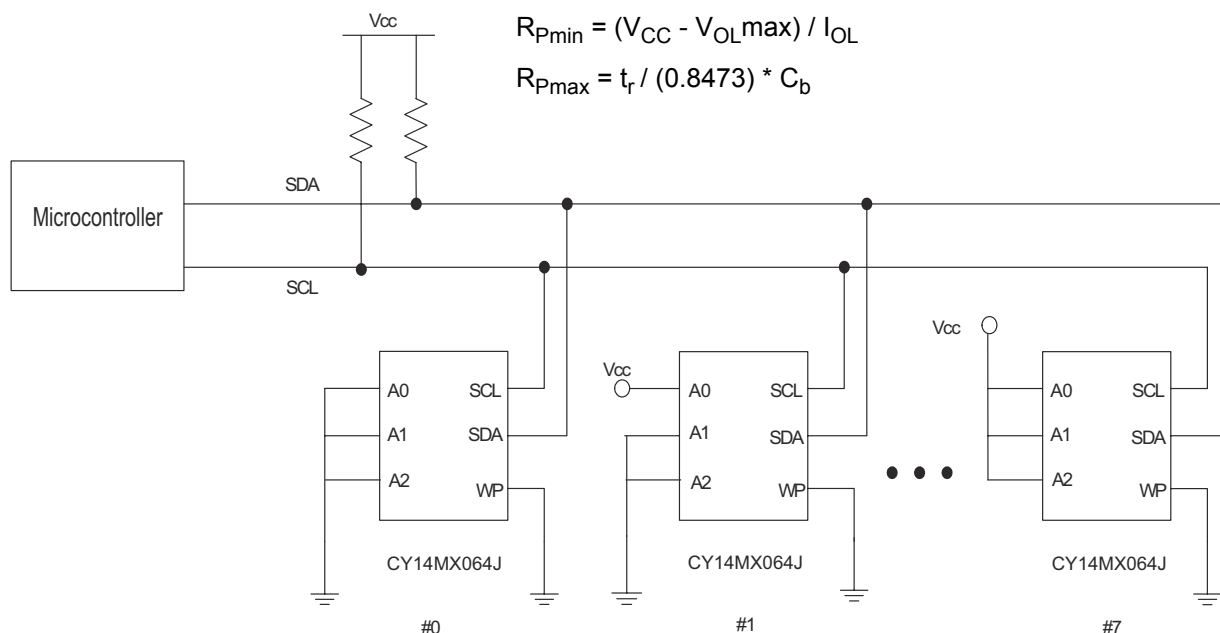 Vcc
R_Pmin = (V_CC - V_OLmax) / I_OL
R_Pmax = t_r / (0.8473) * C_b
Microcontroller
SDA
SCL
A0 SCL
A1 SDA
A2 WP
CY14MX064J
#0
Vcc
A0 SCL
A1 SDA
A2 WP
CY14MX064J
#1
Vcc
A0 SCL
A1 SDA
A2 WP
CY14MX064J
#7